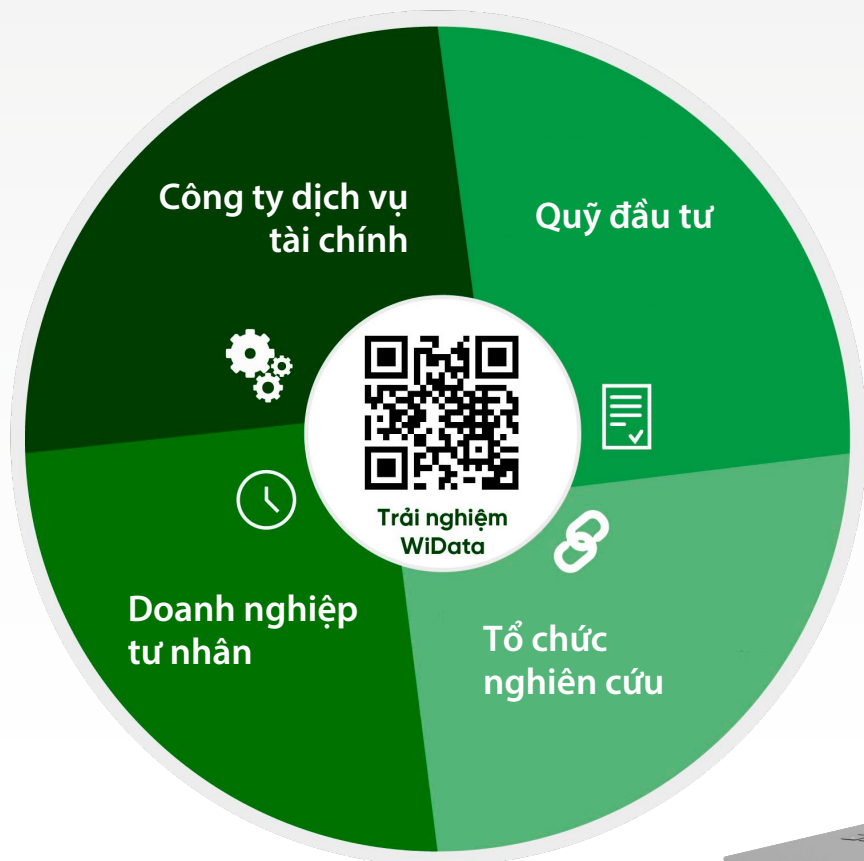 Công ty dịch vụ
tài chính
Quỹ đầu tư
Trải nghiệm
WiData
Doanh nghiệp
tư nhân
Tổ chức
nghiên cứu